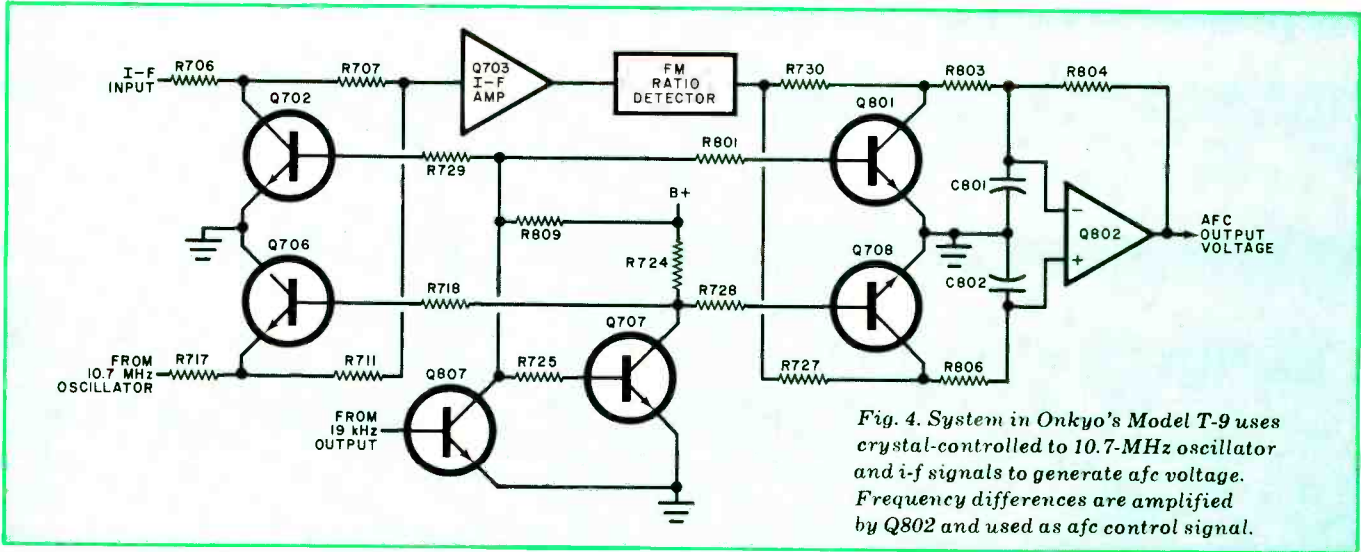 I-F
INPUT
R706
R707
Q703
I-F
AMP
FM
RATIO
DETECTOR
R730
R803
R804
Q702
Q801
R729
R801
B+
C801
R809
R724
Q802
AFC
OUTPUT
VOLTAGE
Q706
Q708
C802
R718
R728
Q707
FROM
10.7 MHz
OSCILLATOR
R717
R711
Q807
R725
R727
R806
FROM
19 kHz
OUTPUT
Fig. 4. System in Onkyo's Model T-9 uses
crystal-controlled to 10.7-MHz oscillator
and i-f signals to generate afc voltage.
Frequency differences are amplified
by Q802 and used as afc control signal.